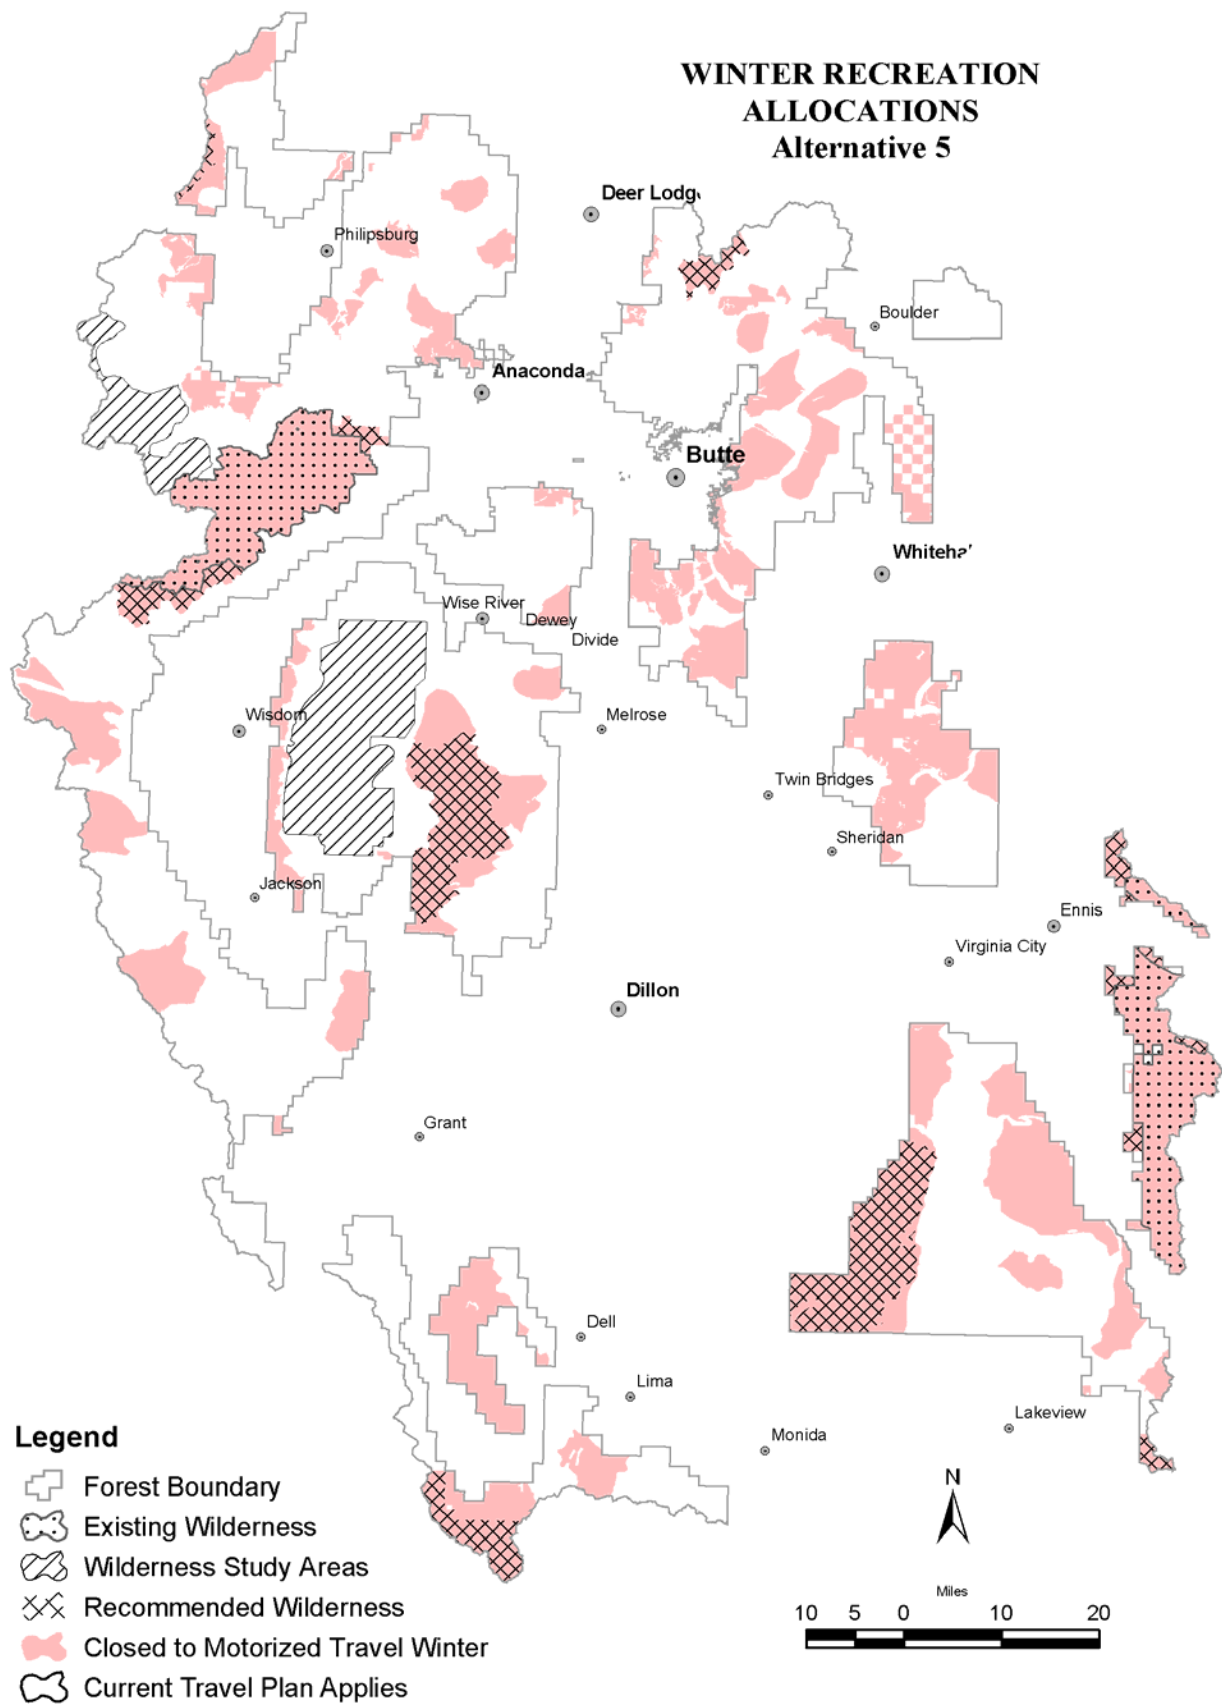 WINTER RECREATION
ALLOCATIONS
Alternative 5
Deer Lodg
Philipsburg
Boulder
Anaconda
Butte
Whiteha
Wise River
Dewey
Divide
Wisdom
Melrose
Twin Bridges
Sheridan
Jackson
Ennis
Virginia City
Dillon
Grant
Dell
Lima
Lakeview
Monida
Legend
Forest Boundary
Existing Wilderness
Wilderness Study Areas
Recommended Wilderness
Closed to Motorized Travel Winter
Current Travel Plan Applies
N
Miles
10 5 0 10 20